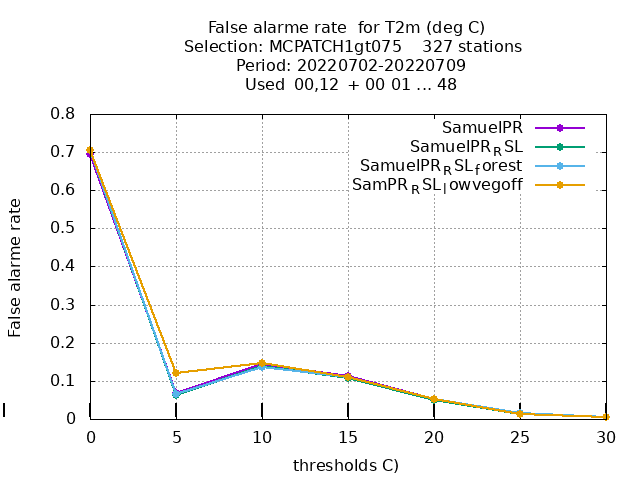 False alarme rate  for T2m (deg C)
Selection: MCPATCH1gt075    327 stations
Period: 20220702-20220709
Used  00,12  + 00 01 ... 48
SamuelPR
SamuelPR_RSL
SamuelPR_RSL_forest
SamPR_RSL_lowvegoff
False alarme rate
0.8
0.7
0.6
0.5
0.4
0.3
0.2
0.1
0
0 5 10 15 20 25 30
thresholds C)